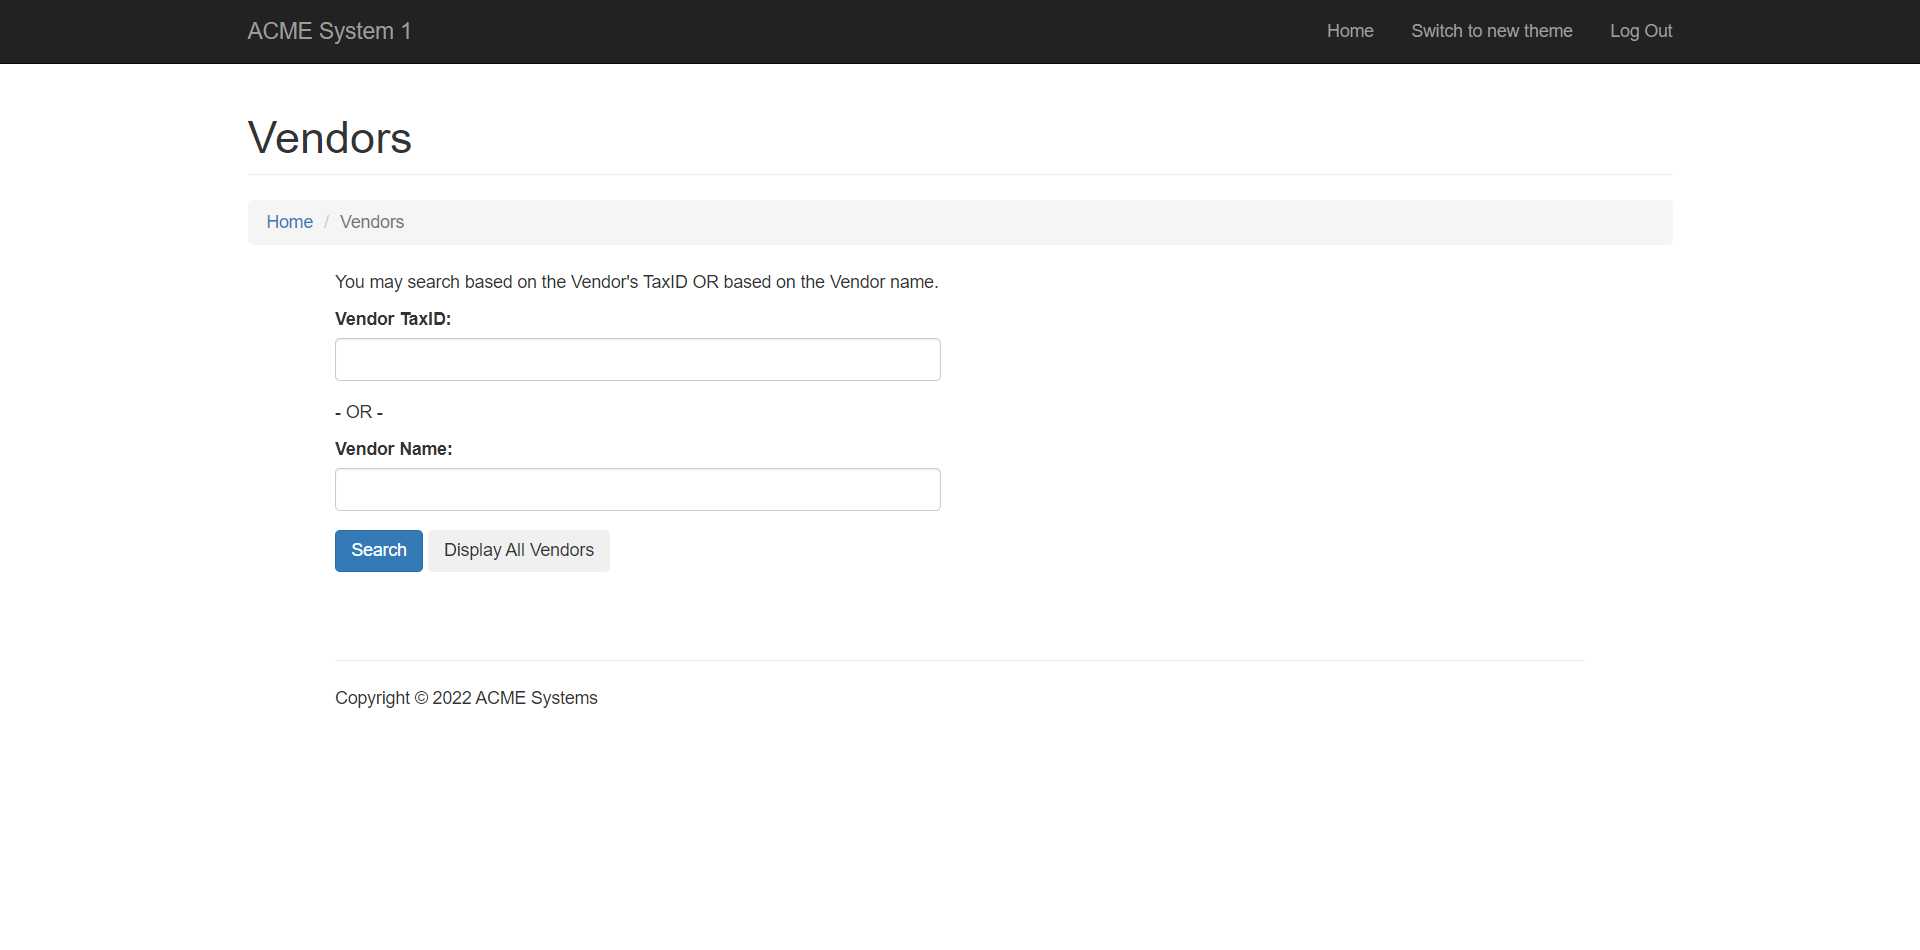 ACME System 1
Home Switch to new theme Log Out
Vendors
Home / Vendors
You may search based on the Vendor's TaxID OR based on the Vendor name.
Vendor TaxID:
- OR -
Vendor Name:
Search Display All Vendors
Copyright © 2022 ACME Systems